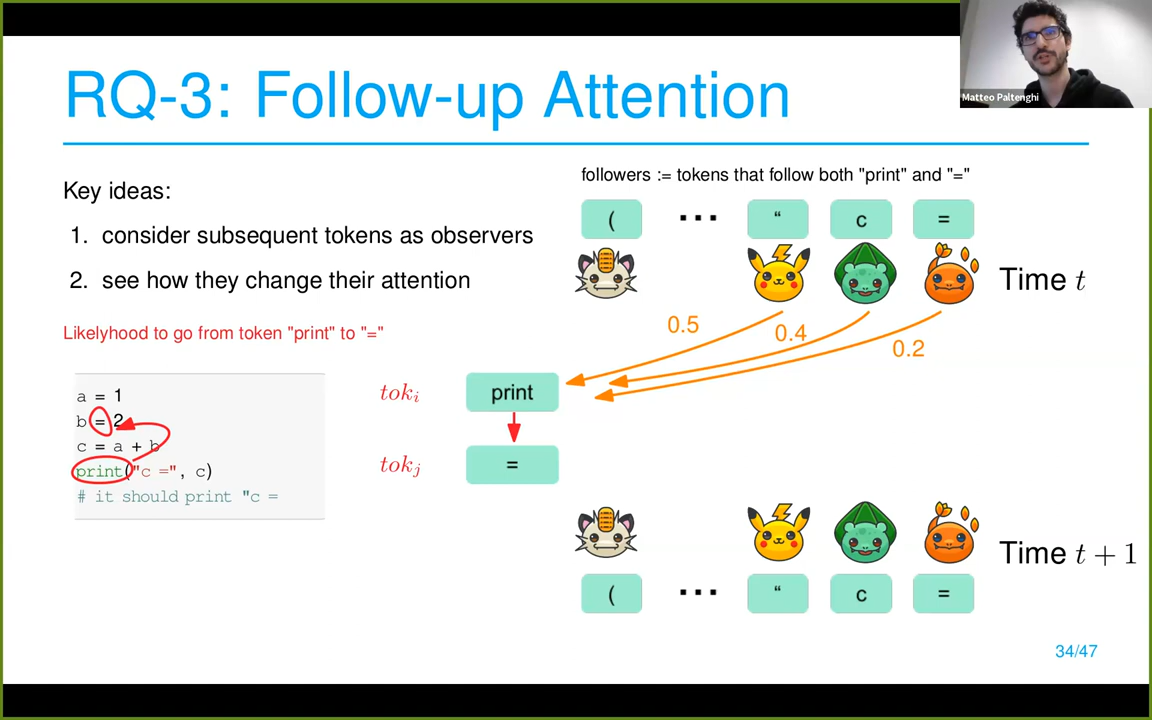 Matteo Paltenghi
RQ-3: Follow-up Attention
Key ideas:
1. consider subsequent tokens as observers
2. see how they change their attention
Likelyhood to go from token "print" to "="
a = 1
b = 2
c = a + b
print("c =", c)
# it should print "c =
followers := tokens that follow both "print" and "="
( ... “ c =
Time t
0.5 0.4 0.2
tok_i print
tok_j =
Time t + 1
( ... “ c =
34/47